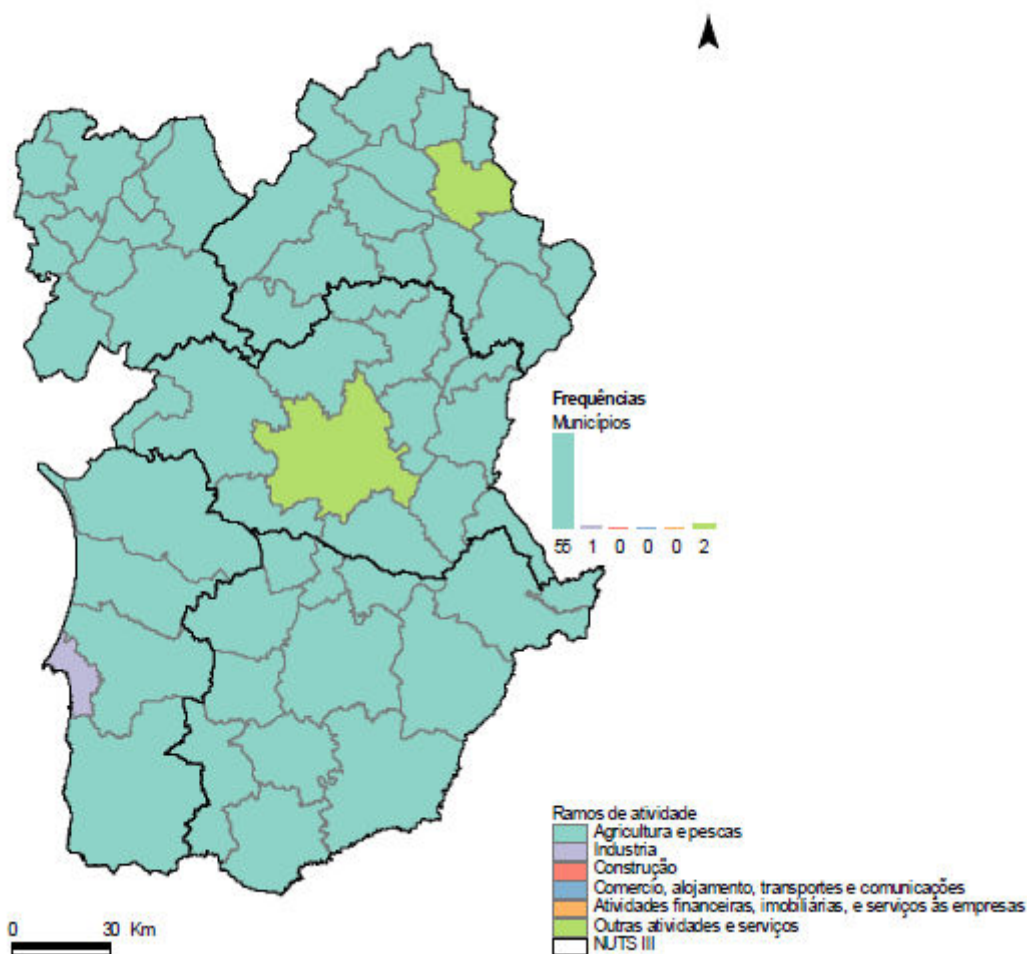 Frequências
Municípios
55 1 0 0 0 2
Ramos de atividade
Agricultura e pescas
Industria
Construção
Comercio, alojamento, transportes e comunicações
Atividades financeiras, imobiliárias, e serviços às empresas
Outras atividades e serviços
NUTS III
0 30 Km